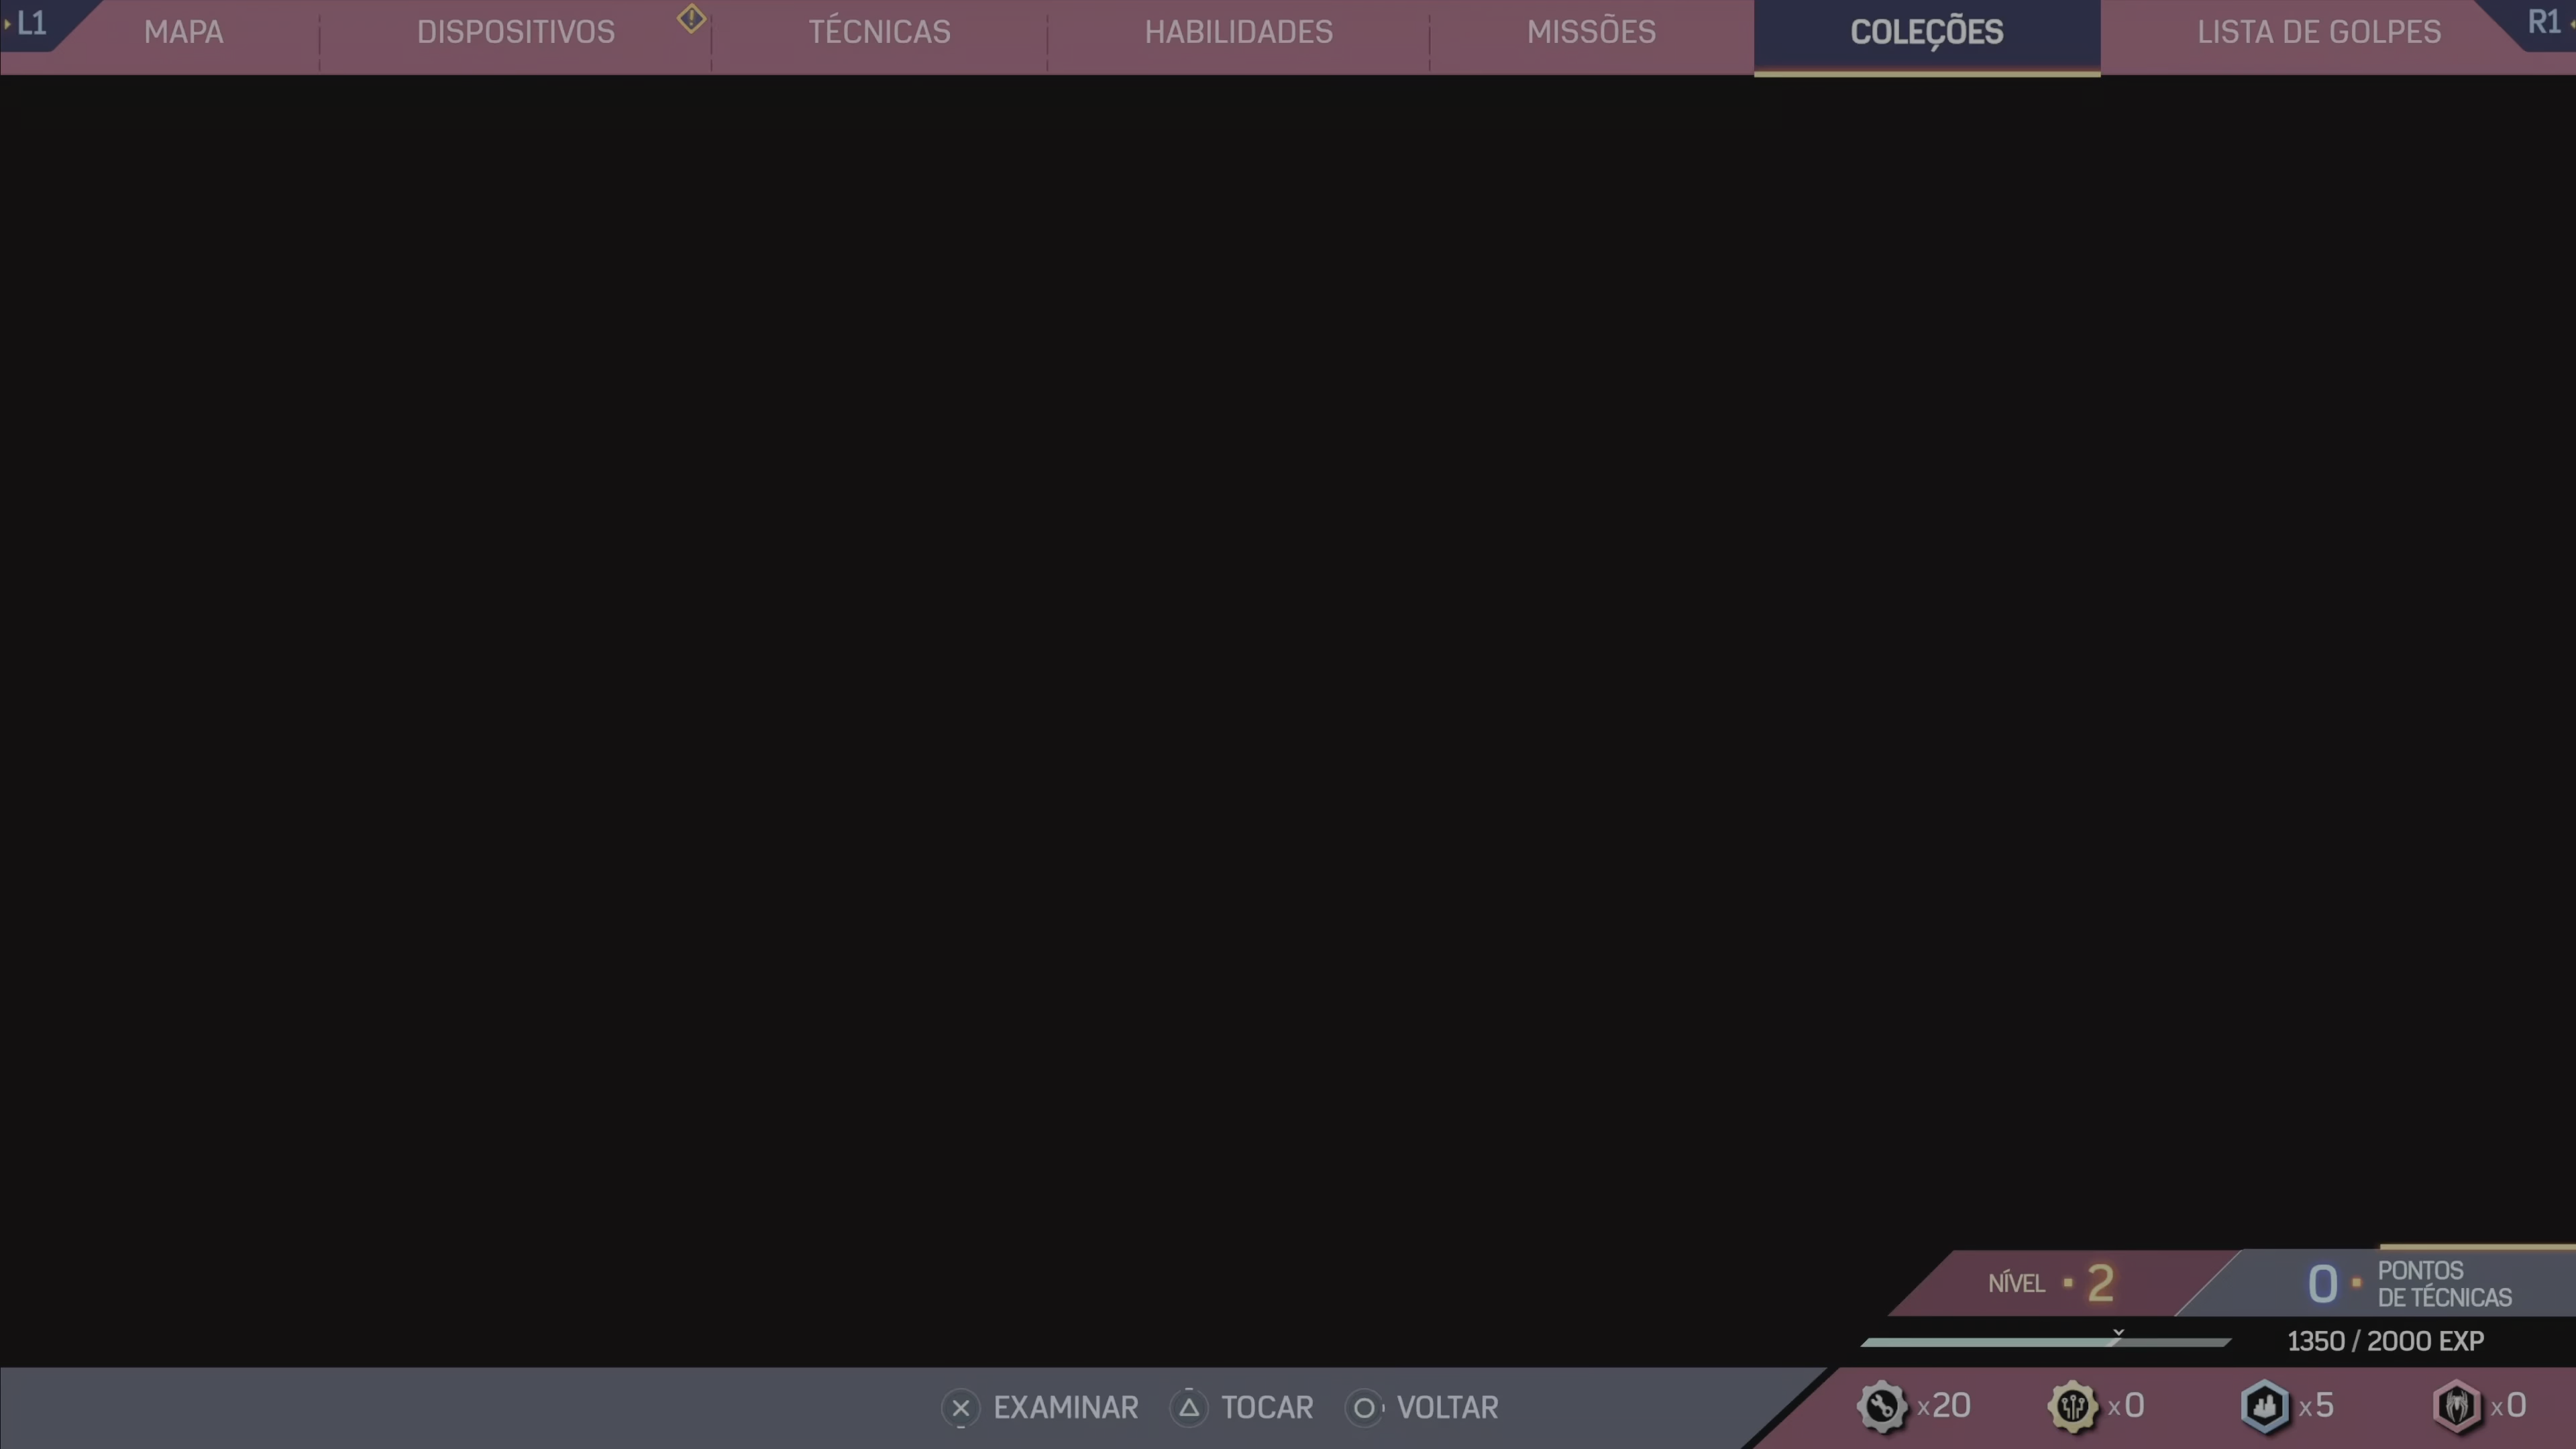 L1
MAPA
DISPOSITIVOS
TÉCNICAS
HABILIDADES
MISSÕES
COLEÇÕES
LISTA DE GOLPES
R1
NÍVEL 2
0 PONTOS
DE TÉCNICAS
1350 / 2000 EXP
EXAMINAR
TOCAR
VOLTAR
x20
x0
x5
x0